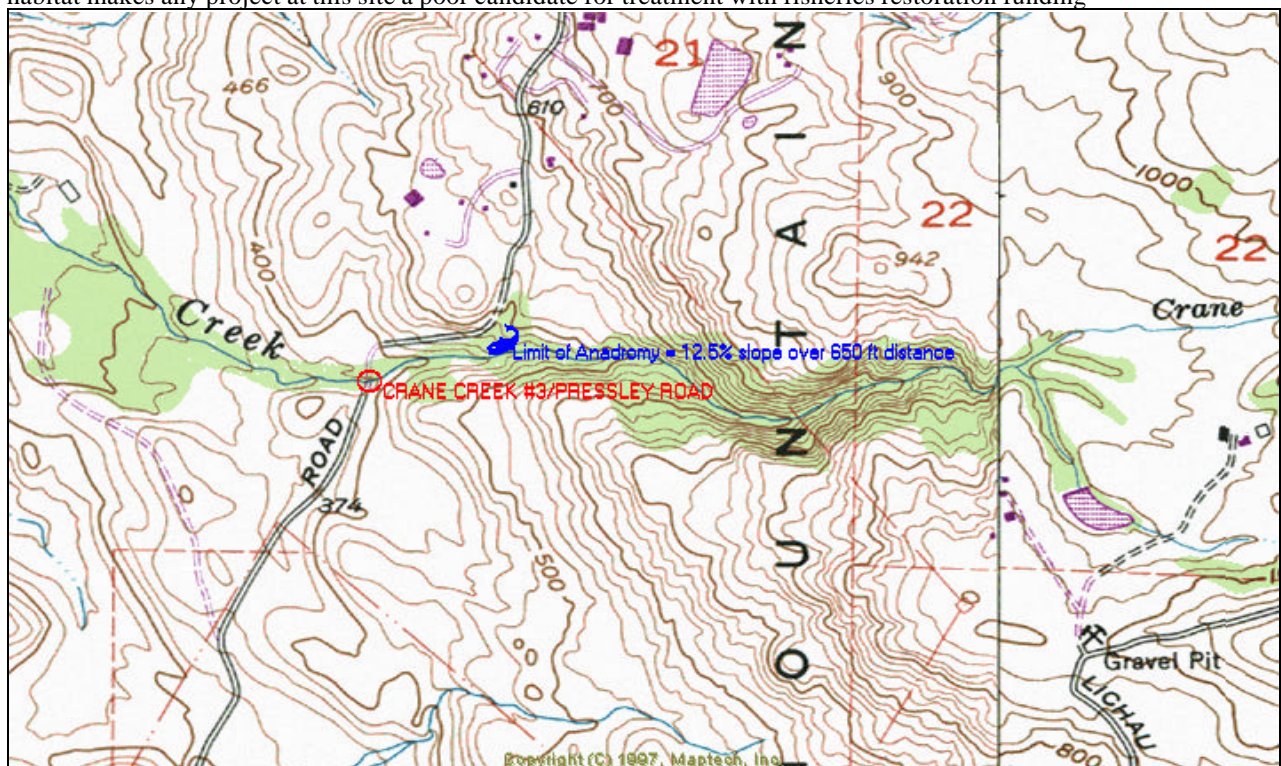 habitat makes any project at this site a poor candidate for treatment with fisheries restoration funding
21
466
610
700
900
1000
22
22
942
400
Crane
Creek
Limit of Anadromy = 12.5% slope over 650 ft distance
CRANE CREEK #3/PRESSLEY ROAD
ROAD
374
500
OUNTAIN
Gravel Pit
LICHAU
800
Copyright (C) 1997, Maptech, Inc.